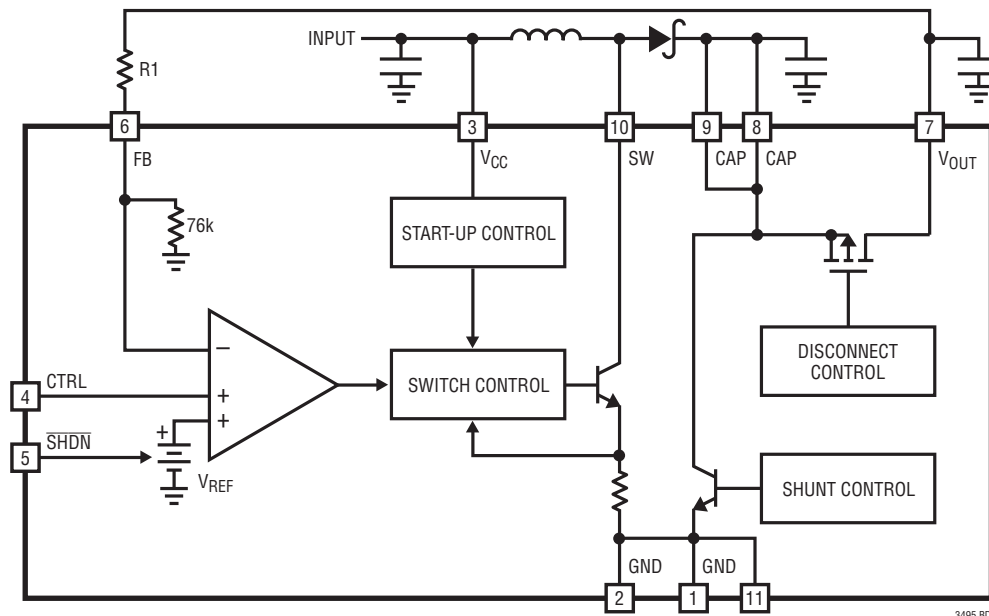 INPUT
R1
6
3
10
9
8
7
FB
VCC
SW
CAP
CAP
VOUT
76k
START-UP CONTROL
DISCONNECT
CONTROL
4
CTRL
−
+
+
SWITCH CONTROL
5
SHDN
+
VREF
SHUNT CONTROL
GND
GND
2
1
11
3495 BD